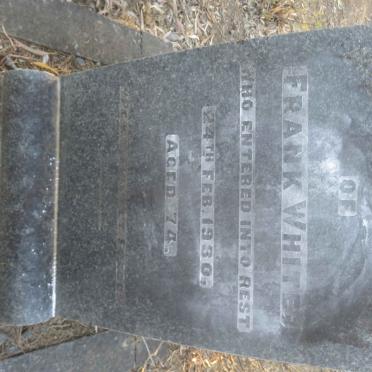 OF
FRANK WHITE
WHO ENTERED INTO REST
24TH FEB. 1930.
AGED 74.